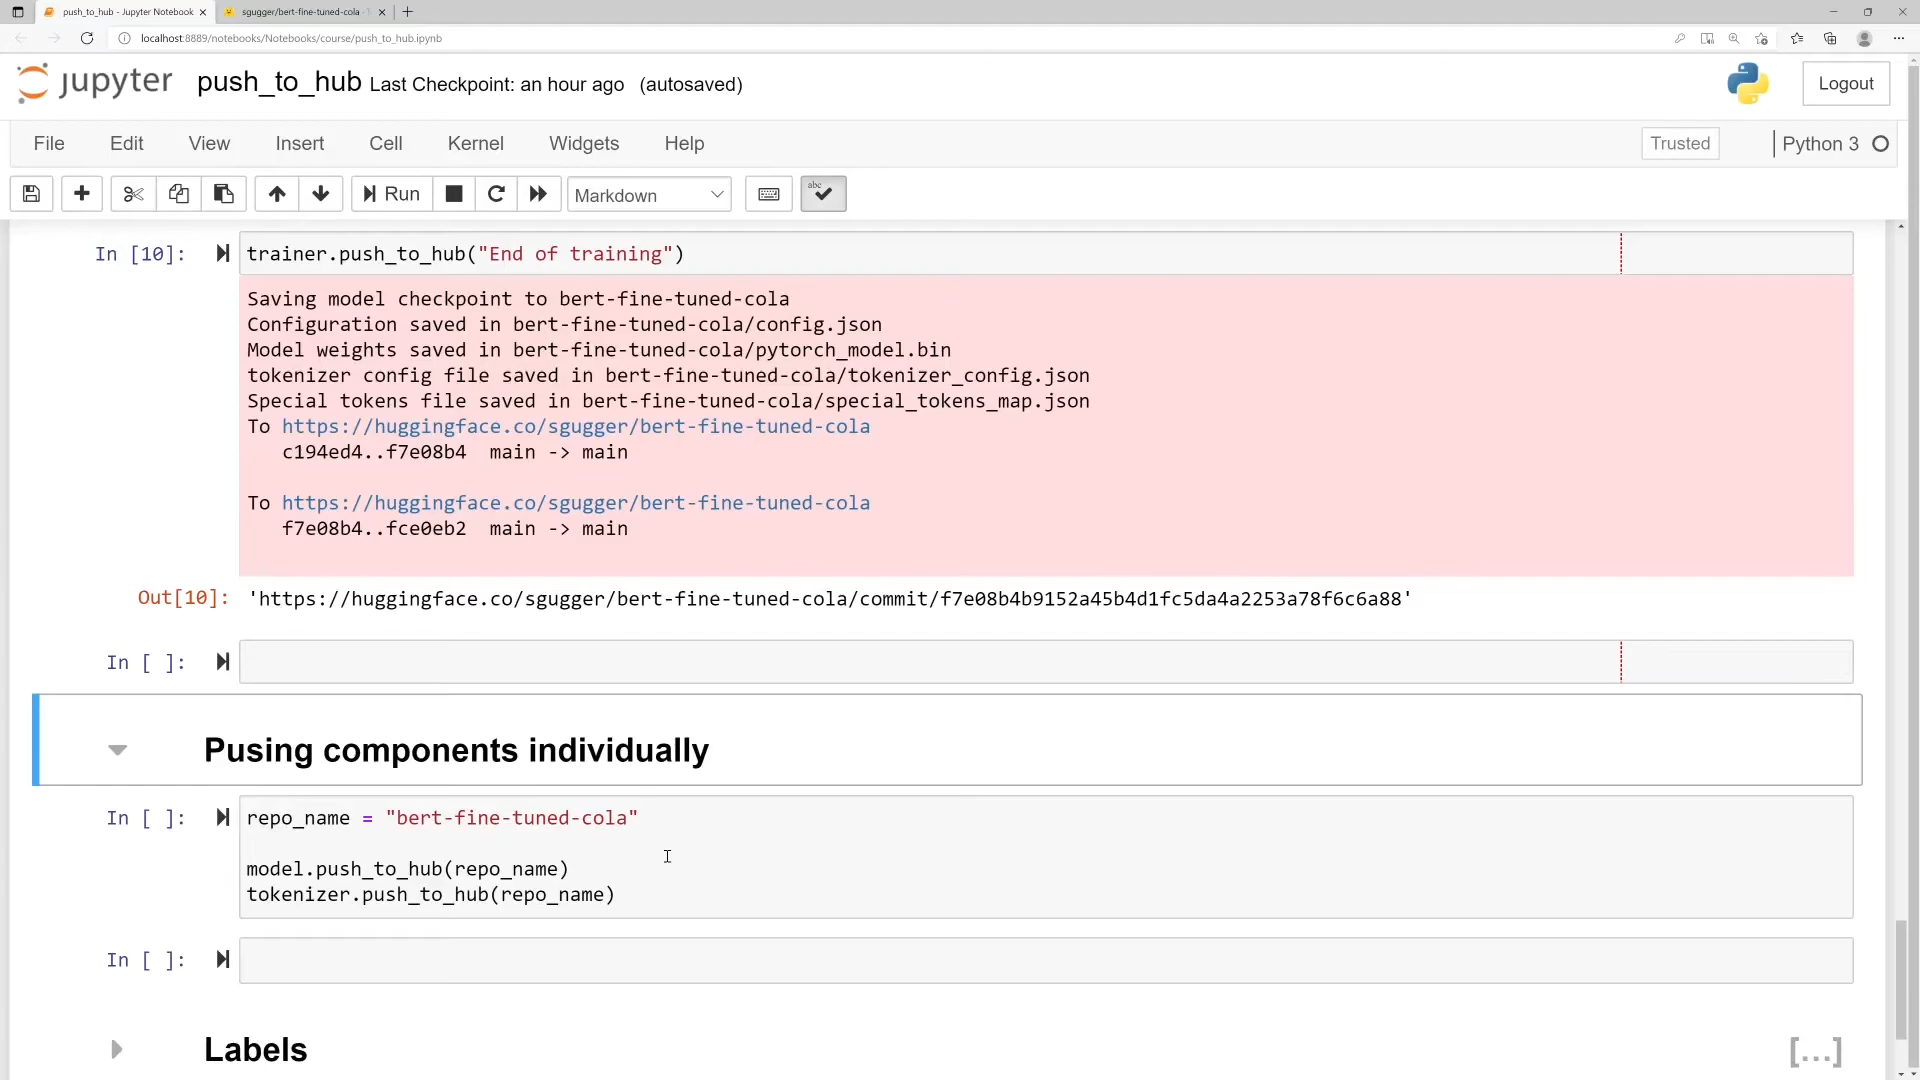 push_to_hub - Jupyter Notebook
sgugger/bert-fine-tuned-cola
localhost:8889/notebooks/Notebooks/course/push_to_hub.ipynb
jupyter push_to_hub Last Checkpoint: an hour ago (autosaved)
Logout
File Edit View Insert Cell Kernel Widgets Help
Trusted
Python 3
Run
Markdown
abc
In [10]: trainer.push_to_hub("End of training")
Saving model checkpoint to bert-fine-tuned-cola
Configuration saved in bert-fine-tuned-cola/config.json
Model weights saved in bert-fine-tuned-cola/pytorch_model.bin
tokenizer config file saved in bert-fine-tuned-cola/tokenizer_config.json
Special tokens file saved in bert-fine-tuned-cola/special_tokens_map.json
To https://huggingface.co/sgugger/bert-fine-tuned-cola
c194ed4..f7e08b4 main -> main
To https://huggingface.co/sgugger/bert-fine-tuned-cola
f7e08b4..fce0eb2 main -> main
Out[10]: 'https://huggingface.co/sgugger/bert-fine-tuned-cola/commit/f7e08b4b9152a45b4d1fc5da4a2253a78f6c6a88'
In [ ]:
Pusing components individually
In [ ]: repo_name = "bert-fine-tuned-cola"
model.push_to_hub(repo_name)
tokenizer.push_to_hub(repo_name)
In [ ]:
Labels
[...]